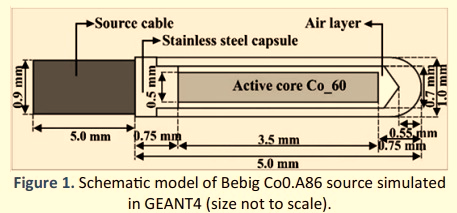 Source cable
Air layer
Stainless steel capsule
0.9 mm
0.5 mm
Active core Co_60
0.7 mm
1.0 mm
0.55 mm
5.0 mm
0.75 mm
3.5 mm
0.75 mm
5.0 mm
Figure 1. Schematic model of Bebig Co0.A86 source simulated
in GEANT4 (size not to scale).